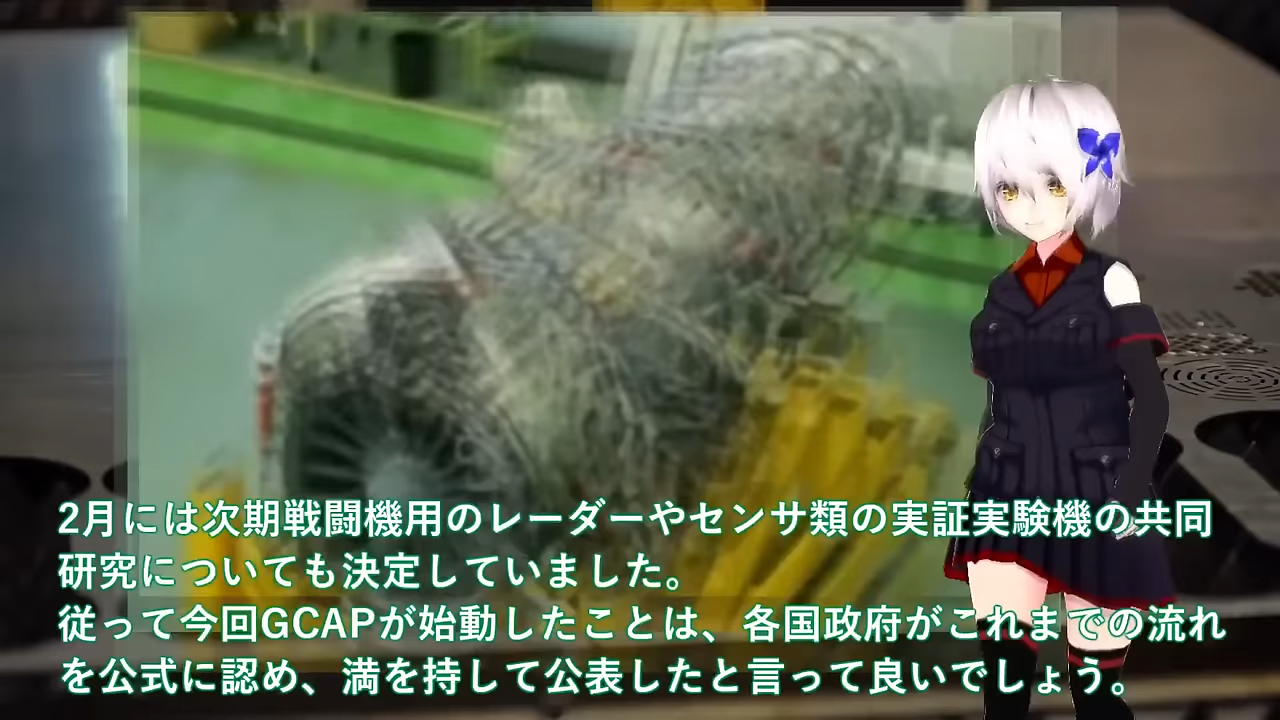 2月には次期戦闘機用のレーダーやセンサ類の実証実験機の共同
研究についても決定していました。
従って今回GCAPが始動したことは、各国政府がこれまでの流れ
を公式に認め、満を持して公表したと言って良いでしょう。